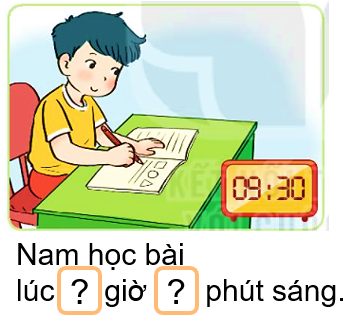 09:30
Nam học bài
lúc ? giờ ? phút sáng.